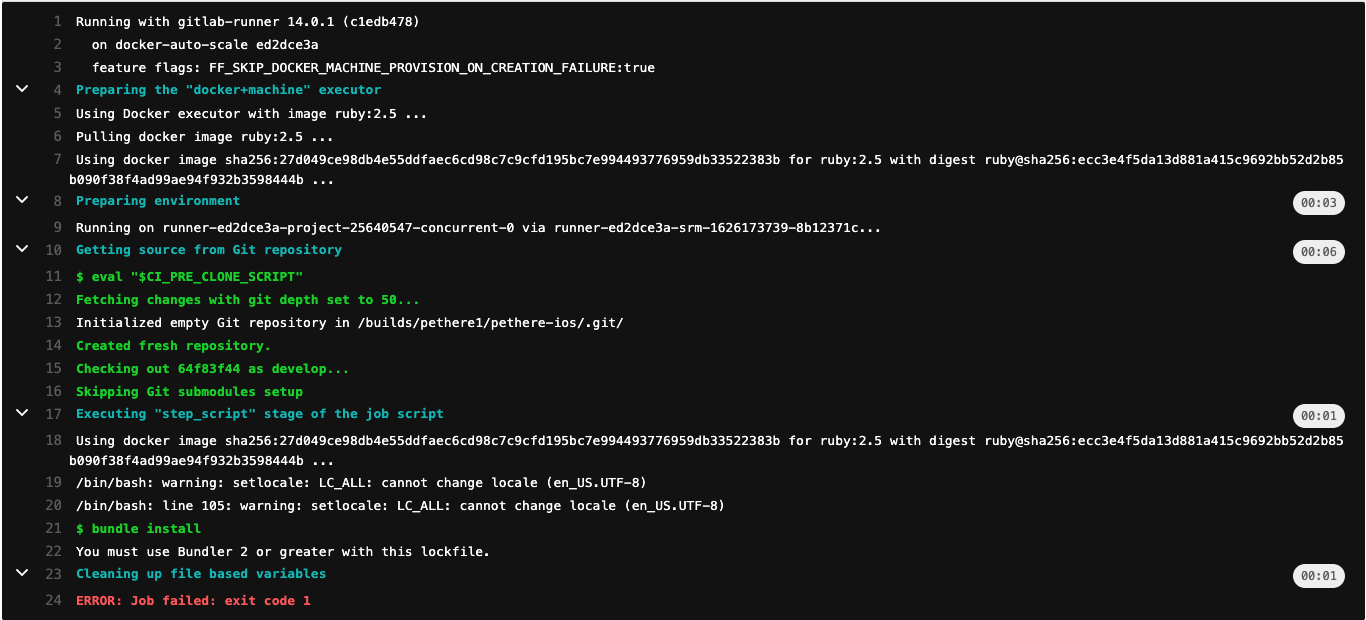 1 Running with gitlab-runner 14.0.1 (c1edb478)
2 on docker-auto-scale ed2dce3a
3 feature flags: FF_SKIP_DOCKER_MACHINE_PROVISION_ON_CREATION_FAILURE:true
4 Preparing the "docker+machine" executor
5 Using Docker executor with image ruby:2.5 ...
6 Pulling docker image ruby:2.5 ...
7 Using docker image sha256:27d049ce98db4e55ddfaec6cd98c7c9cfd195bc7e994493776959db33522383b for ruby:2.5 with digest ruby@sha256:ecc3e4f5da13d881a415c9692bb52d2b85
b090f38f4ad99ae94f932b3598444b ...
8 Preparing environment 00:03
9 Running on runner-ed2dce3a-project-25640547-concurrent-0 via runner-ed2dce3a-srm-1626173739-8b12371c...
10 Getting source from Git repository 00:06
11 $ eval "$CI_PRE_CLONE_SCRIPT"
12 Fetching changes with git depth set to 50...
13 Initialized empty Git repository in /builds/pethere1/pethere-ios/.git/
14 Created fresh repository.
15 Checking out 64f83f44 as develop...
16 Skipping Git submodules setup
17 Executing "step_script" stage of the job script 00:01
18 Using docker image sha256:27d049ce98db4e55ddfaec6cd98c7c9cfd195bc7e994493776959db33522383b for ruby:2.5 with digest ruby@sha256:ecc3e4f5da13d881a415c9692bb52d2b85
b090f38f4ad99ae94f932b3598444b ...
19 /bin/bash: warning: setlocale: LC_ALL: cannot change locale (en_US.UTF-8)
20 /bin/bash: line 105: warning: setlocale: LC_ALL: cannot change locale (en_US.UTF-8)
21 $ bundle install
22 You must use Bundler 2 or greater with this lockfile.
23 Cleaning up file based variables 00:01
24 ERROR: Job failed: exit code 1